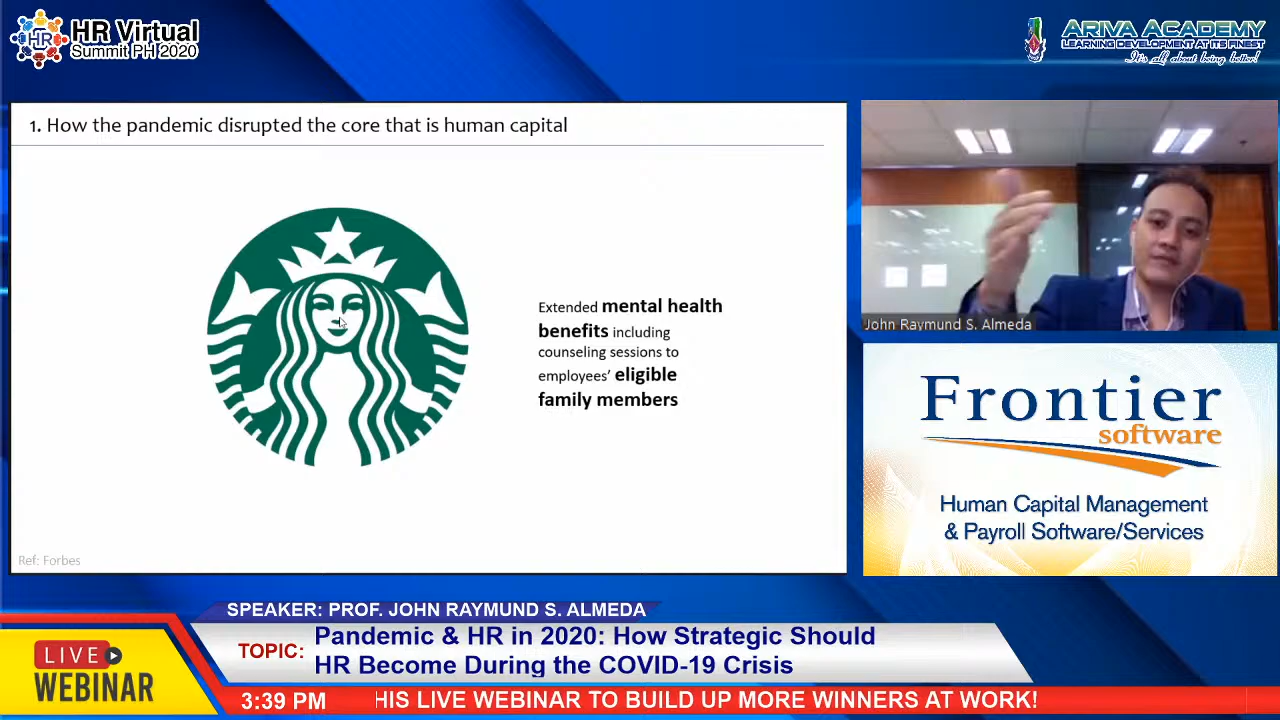 HR Virtual
Summit PH 2020
HR
ARIVA ACADEMY
LEARNING DEVELOPMENT AT ITS FINEST
It's all about being better!
1. How the pandemic disrupted the core that is human capital
Extended mental health
benefits including
counseling sessions to
employees' eligible
family members
Ref: Forbes
John Raymund S. Almeda
Frontier
software
Human Capital Management
& Payroll Software/Services
SPEAKER: PROF. JOHN RAYMUND S. ALMEDA
LIVE
WEBINAR
TOPIC:
Pandemic & HR in 2020: How Strategic Should
HR Become During the COVID-19 Crisis
3:39 PM
HIS LIVE WEBINAR TO BUILD UP MORE WINNERS AT WORK!